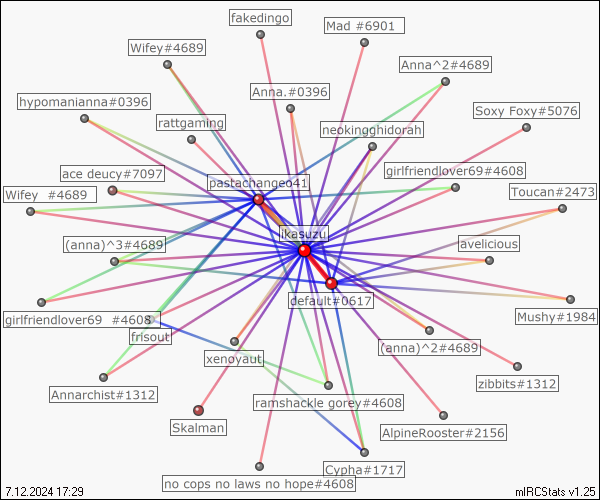 fakedingo
Mad #6901
Wifey#4689
Anna^2#4689
hypomanianna#0396
Anna.#0396
Soxy Foxy#5076
rattgaming
neokingghidorah
ace deucy#7097
pastachangeo41
girlfriendlover69#4608
Wifey #4689
Toucan#2473
(anna)^3#4689
ikasuzu
avelicious
default#0617
girlfriendlover69 #4608
Mushy#1984
frisout
xenoyaut
(anna)^2#4689
Annarchist#1312
zibbits#1312
ramshackle gorey#4608
Skalman
AlpineRooster#2156
Cypha#1717
no cops no laws no hope#4608
7.12.2024 17:29
mIRCStats v1.25